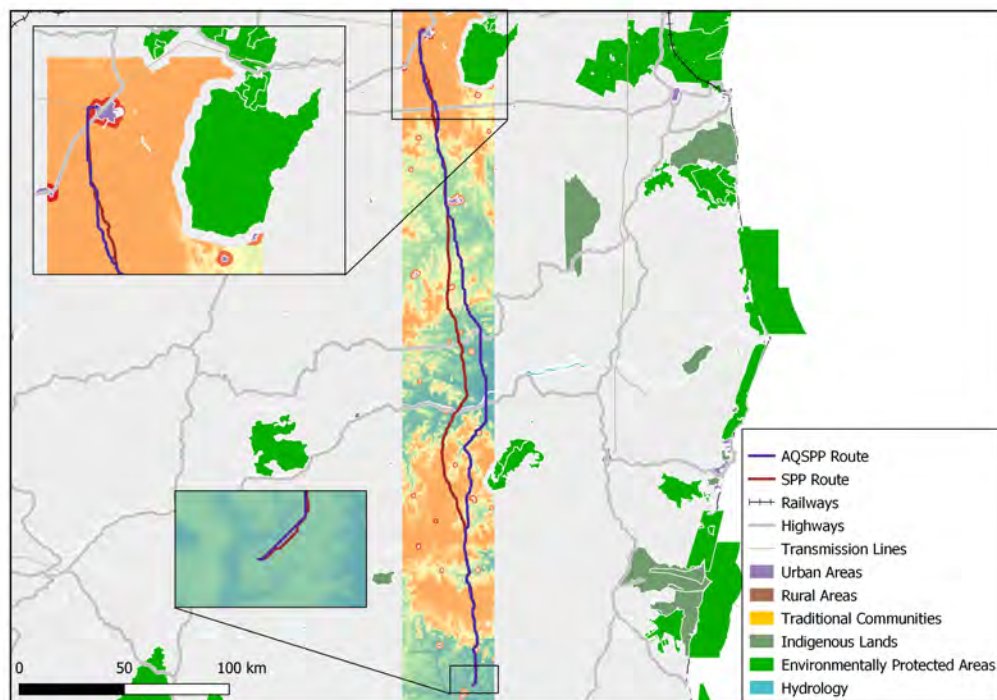 AQSPP Route
SPP Route
Railways
Highways
Transmission Lines
Urban Areas
Rural Areas
Traditional Communities
Indigenous Lands
Environmentally Protected Areas
Hydrology
0 50 100 km